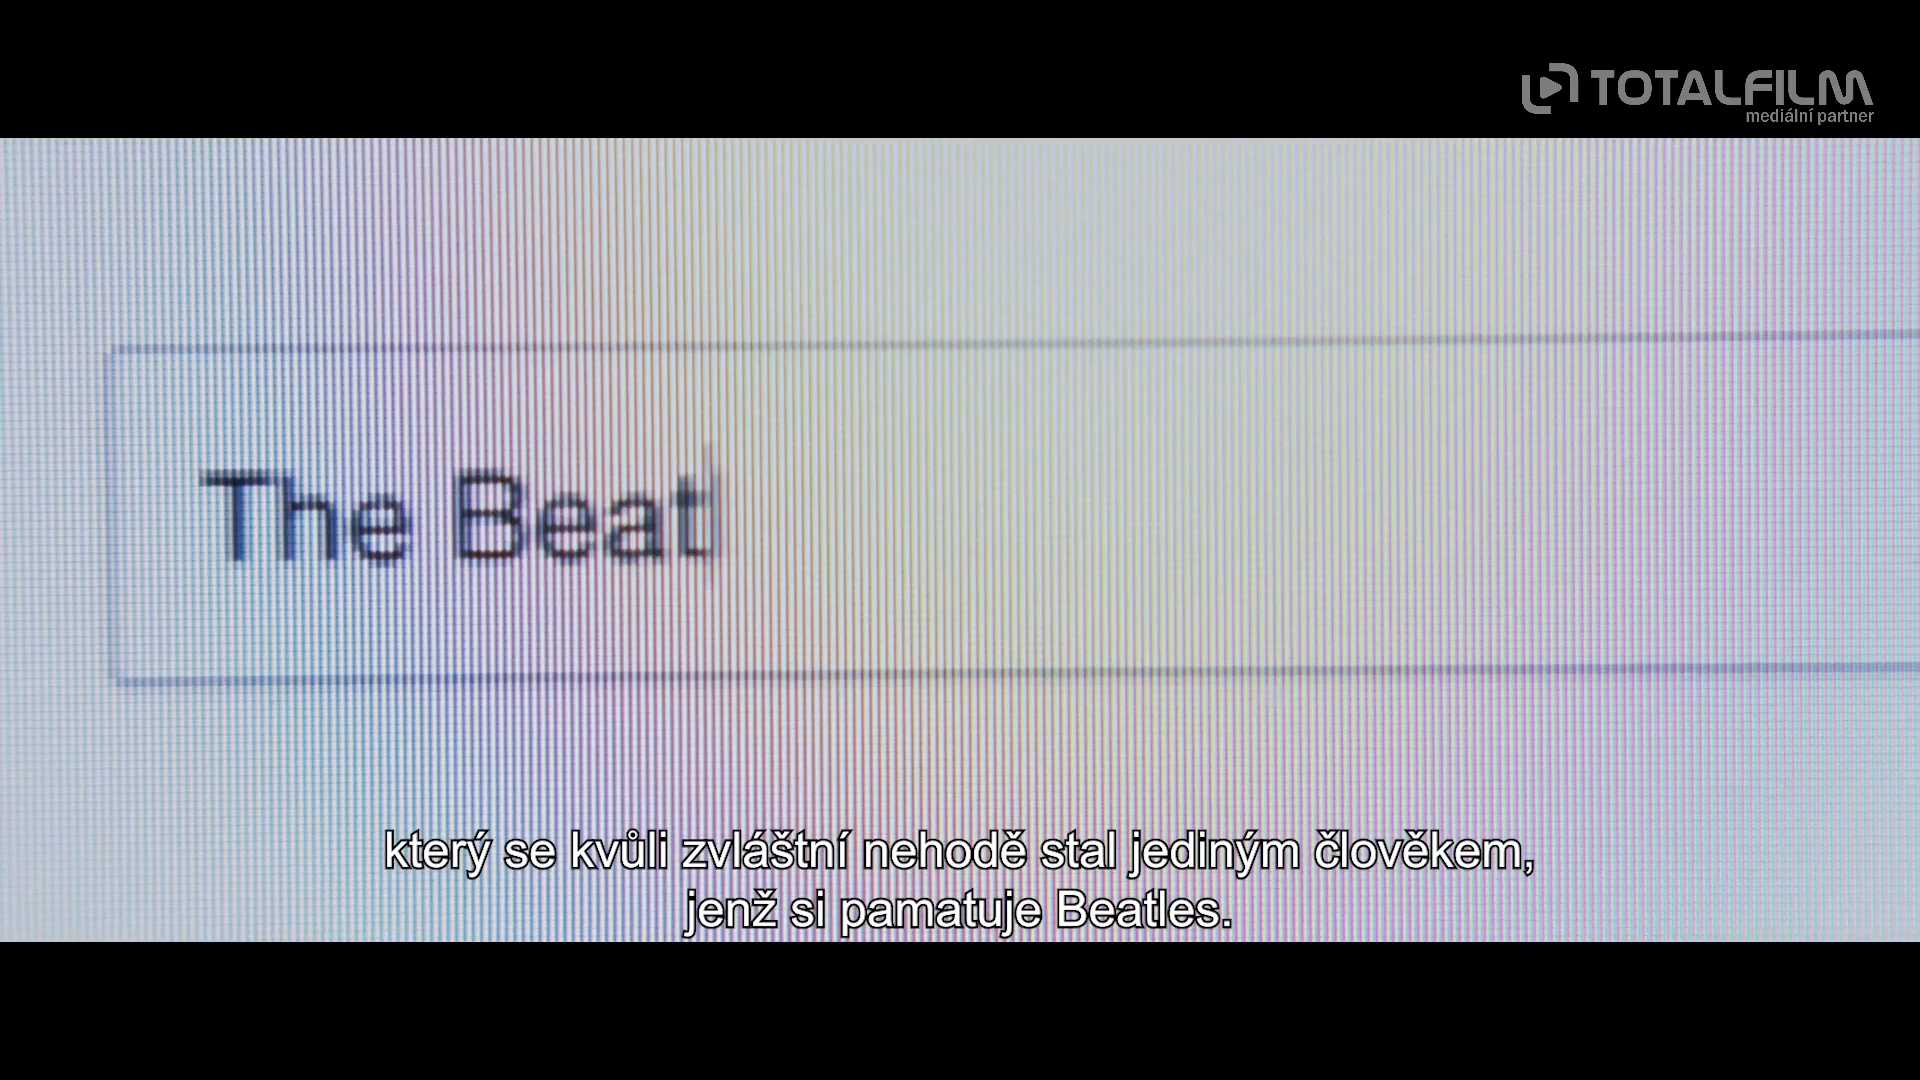 TOTALFILM
mediální partner
The Beat
který se kvůli zvláštní nehodě stal jediným člověkem,
jenž si pamatuje Beatles.